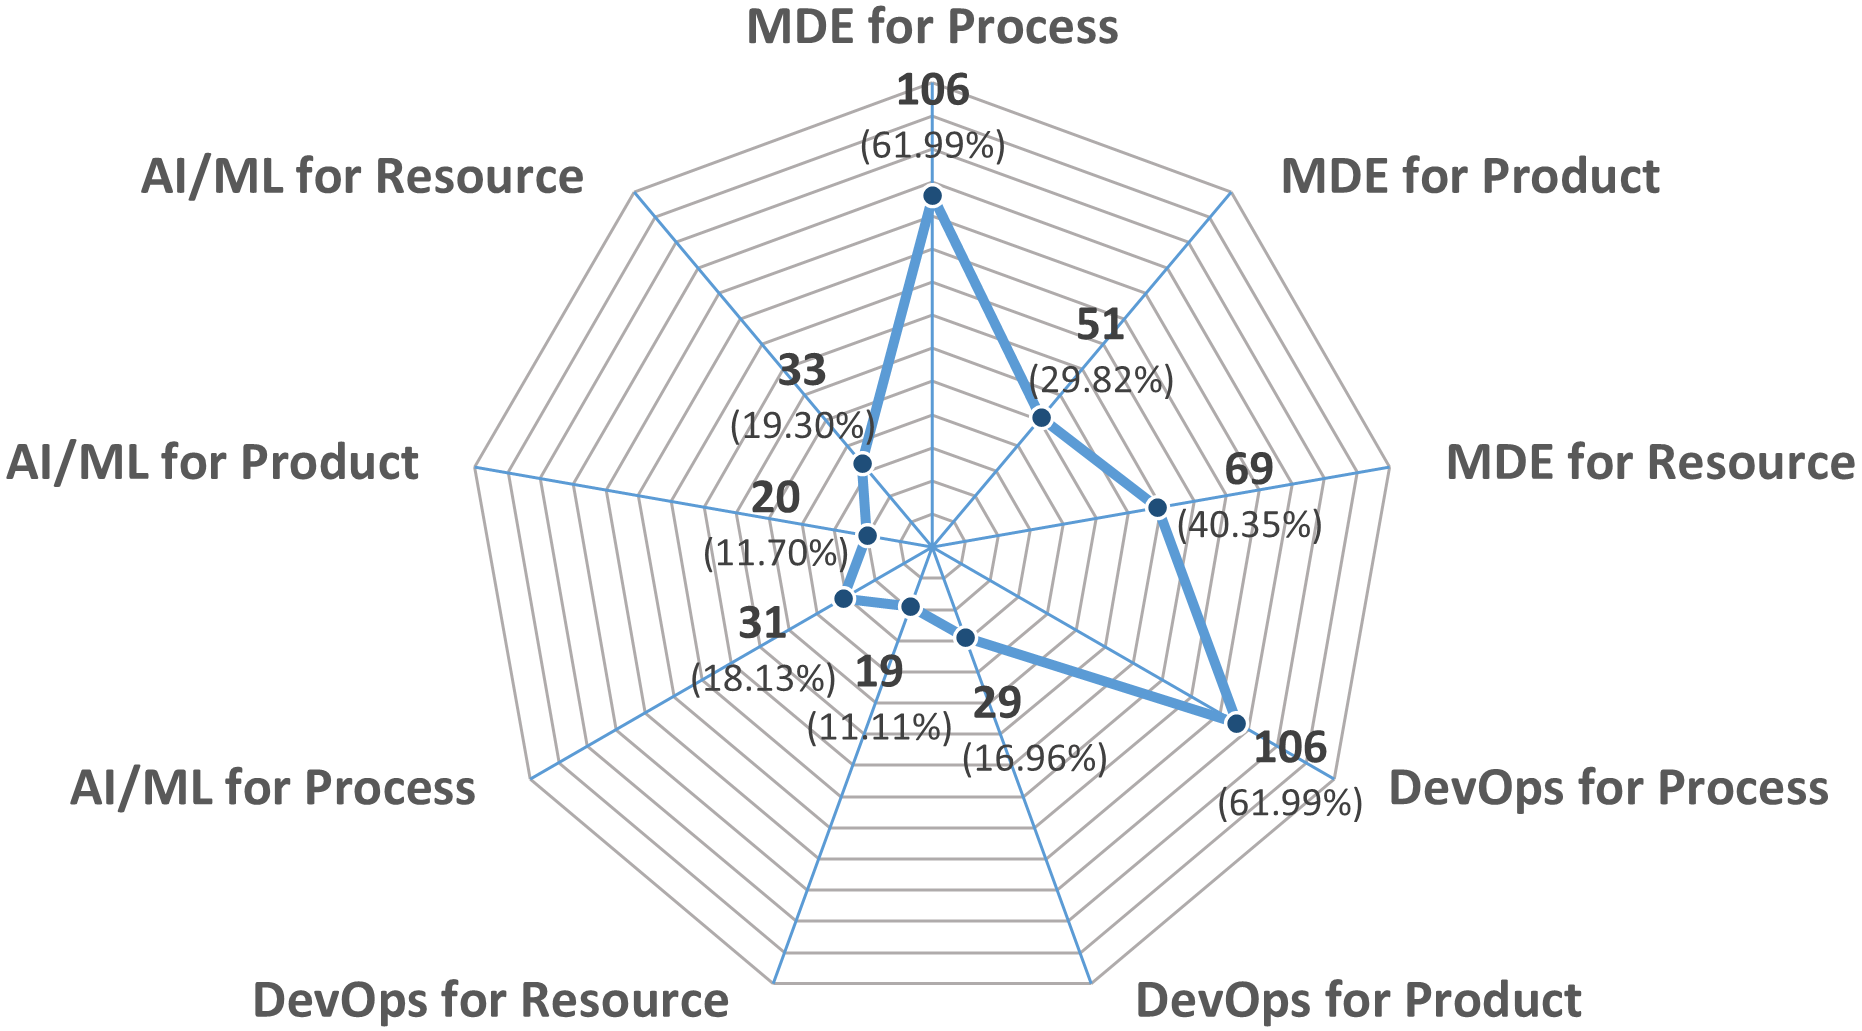 MDE for Process
106
(61.99%)
MDE for Product
51
(29.82%)
MDE for Resource
69
(40.35%)
DevOps for Process
106
(61.99%)
DevOps for Product
29
(16.96%)
DevOps for Resource
19
(11.11%)
AI/ML for Process
31
(18.13%)
AI/ML for Product
20
(11.70%)
AI/ML for Resource
33
(19.30%)